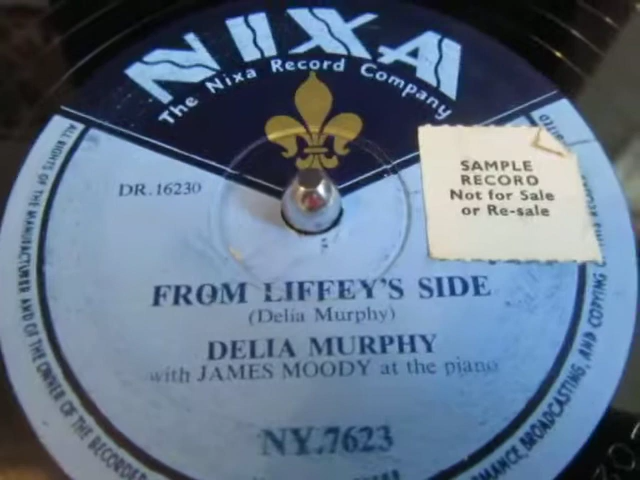 NIXA
The Nixa Record Company
DR.16230
SAMPLE
RECORD
Not for Sale
or Re-sale
FROM LIFFEY'S SIDE
(Delia Murphy)
DELIA MURPHY
with JAMES MOODY at the piano
NY.7623
ALL RIGHTS OF THE MANUFACTURER AND OF THE OWNER OF THE RECORDED
BROADCASTING, AND COPYING